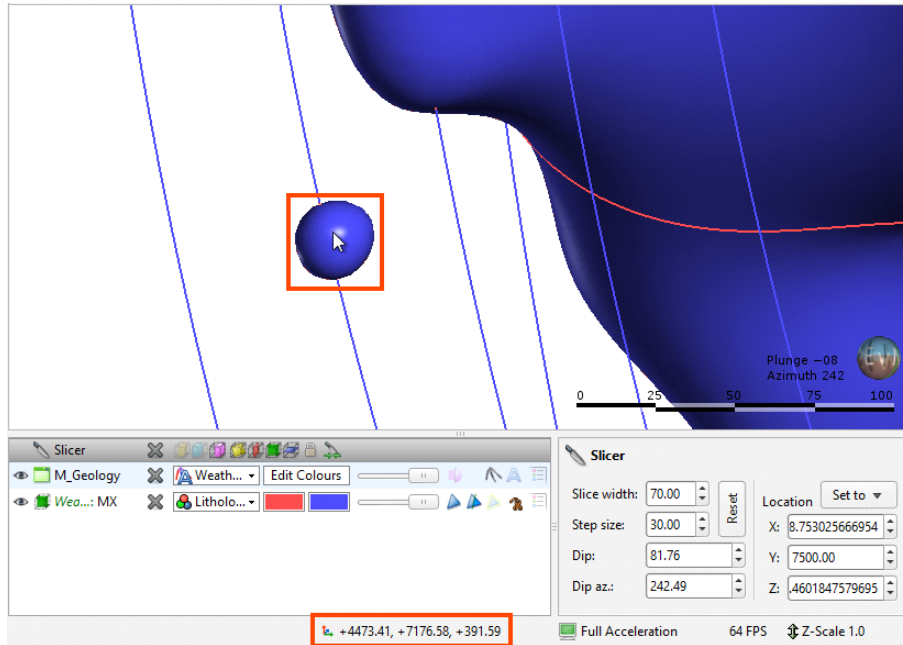 Plunge −08
Azimuth 242
0 25 50 75 100
Slicer
M_Geology Weath... Edit Colours
Wea...: MX Litholo...
Slicer
Slice width: 70.00 Reset Location Set to
Step size: 30.00 X: 8.753025666954
Dip: 81.76 Y: 7500.00
Dip az.: 242.49 Z: .4601847579695
+4473.41, +7176.58, +391.59 Full Acceleration 64 FPS Z-Scale 1.0